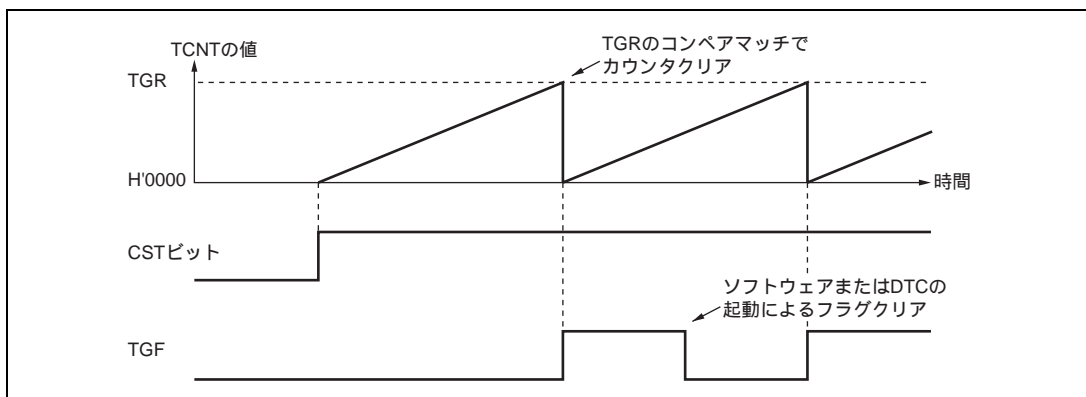 TCNTの値
TGRのコンペアマッチで
カウンタクリア
TGR
H'0000
時間
CSTビット
ソフトウェアまたはDTCの
起動によるフラグクリア
TGF